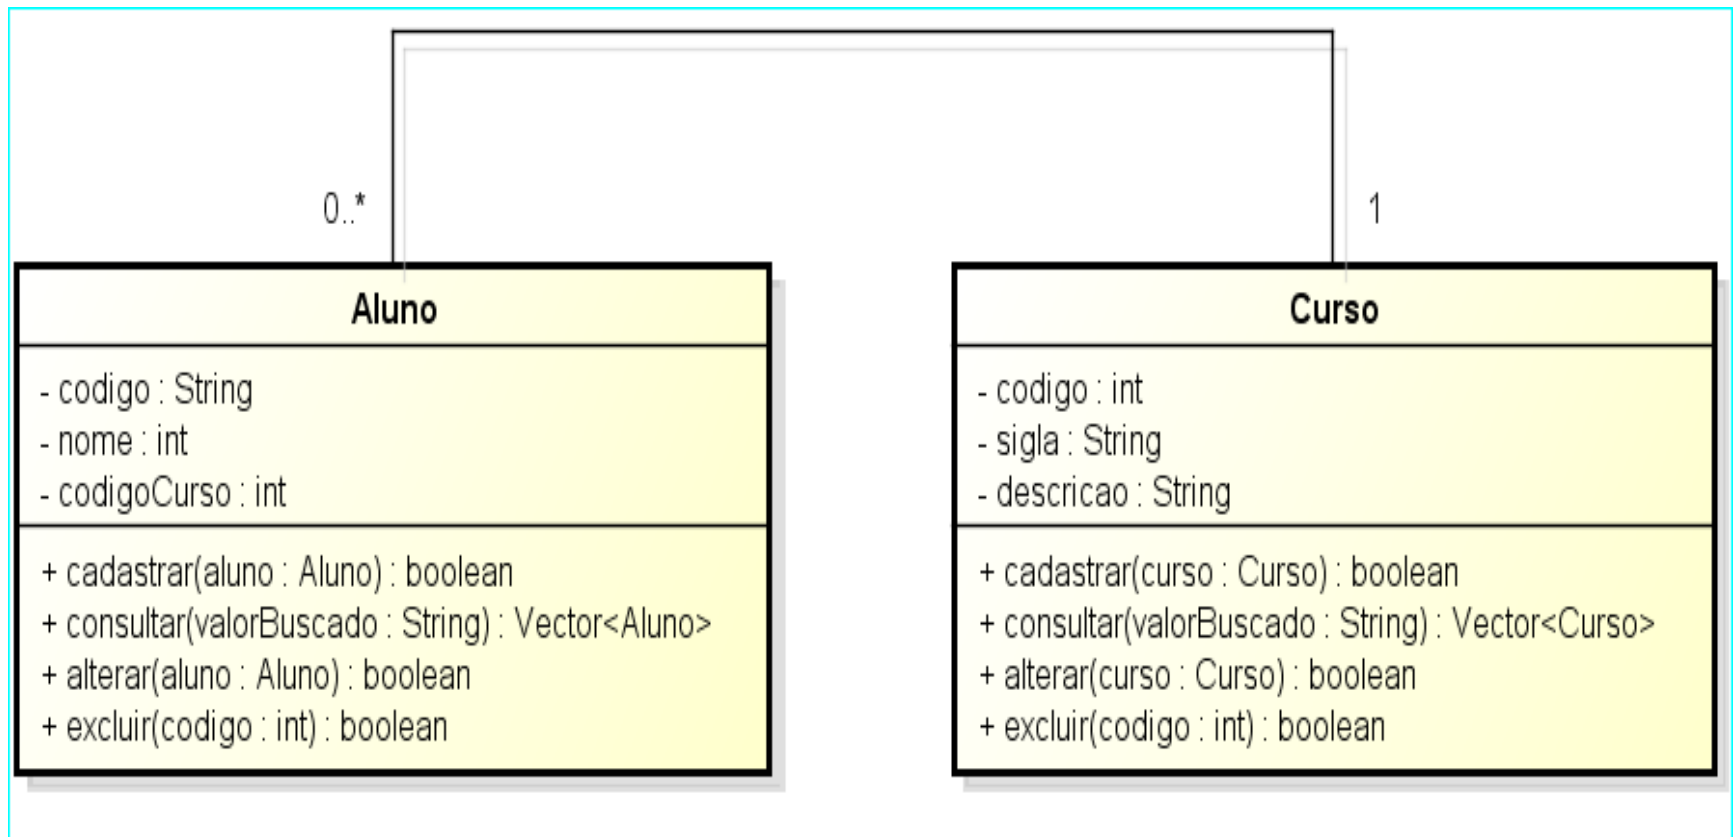 0..*
1
Aluno
- codigo : String
- nome : int
- codigoCurso : int
+ cadastrar(aluno : Aluno) : boolean
+ consultar(valorBuscado : String) : Vector<Aluno>
+ alterar(aluno : Aluno) : boolean
+ excluir(codigo : int) : boolean
Curso
- codigo : int
- sigla : String
- descricao : String
+ cadastrar(curso : Curso) : boolean
+ consultar(valorBuscado : String) : Vector<Curso>
+ alterar(curso : Curso) : boolean
+ excluir(codigo : int) : boolean